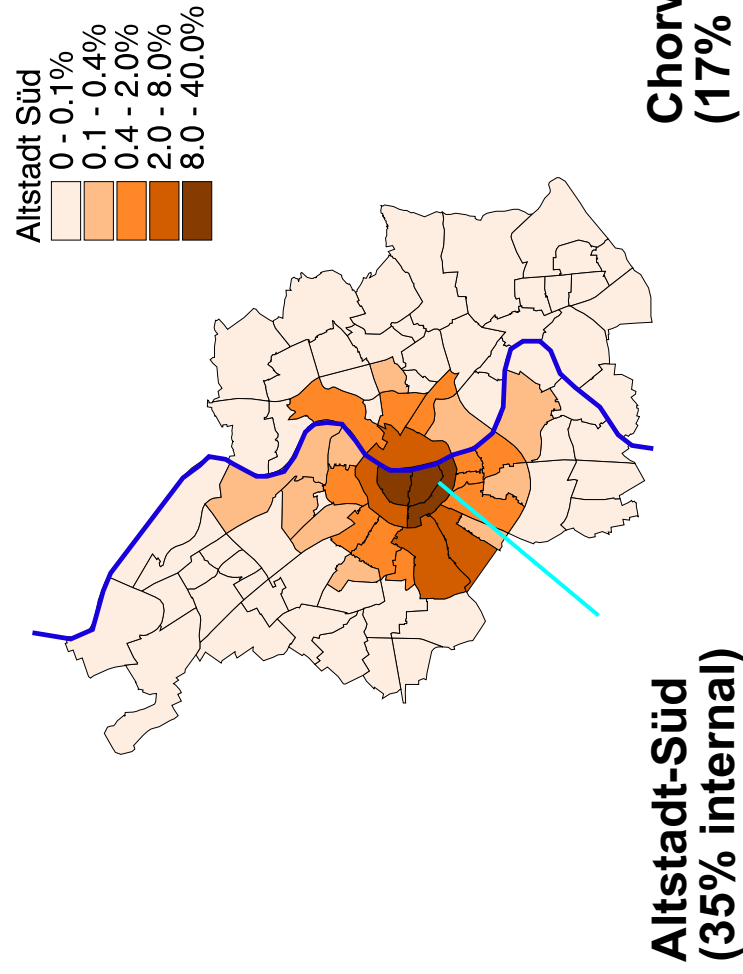 Altstadt Süd
0 - 0.1%
0.1 - 0.4%
0.4 - 2.0%
2.0 - 8.0%
8.0 - 40.0%
Altstadt-Süd
(35% internal)
(17%